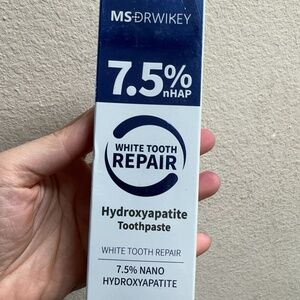 MS-DRWIKEY
7.5%
nHAP
WHITE TOOTH
REPAIR
Hydroxyapatite
Toothpaste
WHITE TOOTH REPAIR
7.5% NANO
HYDROXYAPATITE